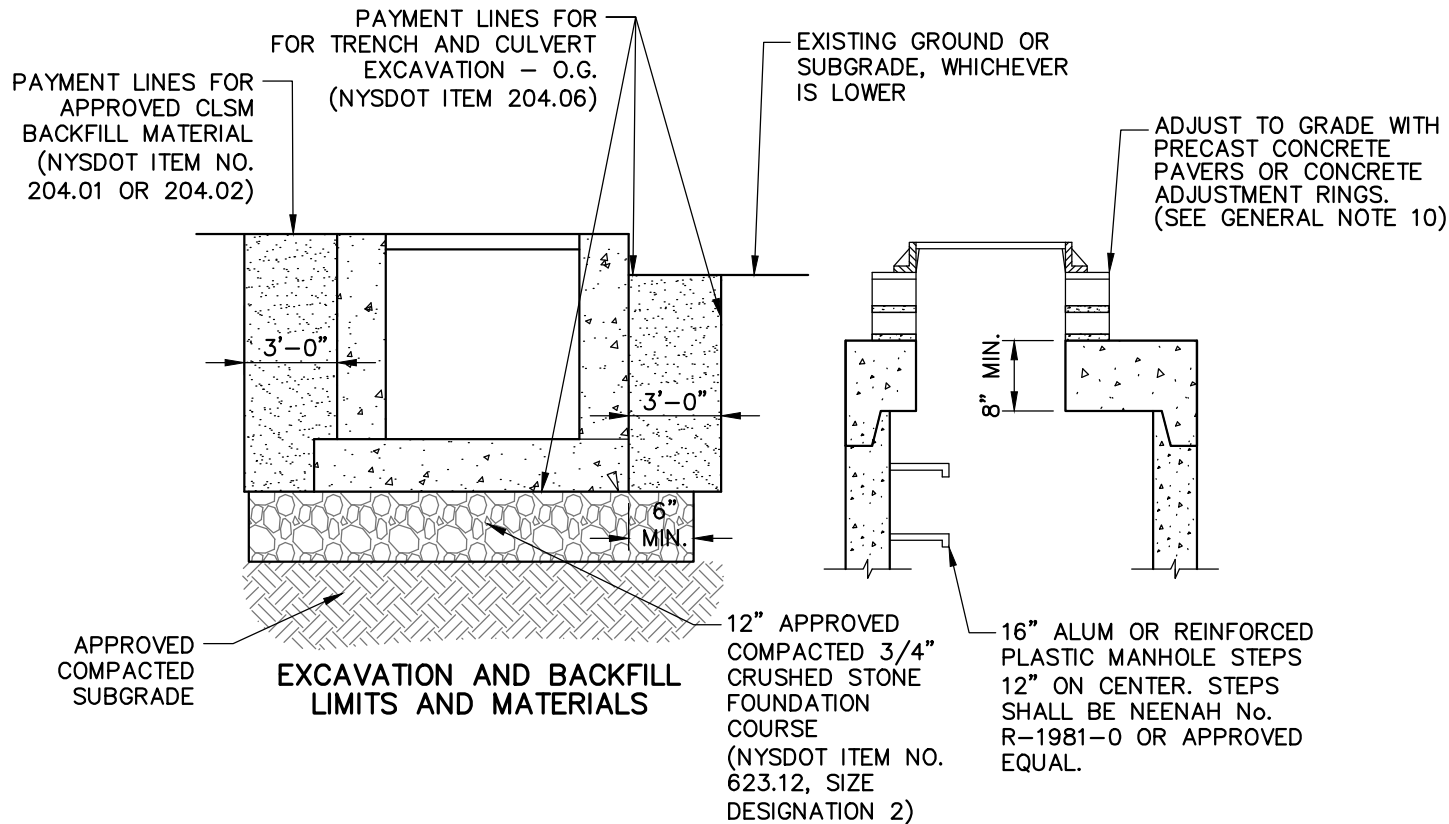 PAYMENT LINES FOR
FOR TRENCH AND CULVERT
EXCAVATION – O.G.
(NYSDOT ITEM 204.06)
EXISTING GROUND OR
SUBGRADE, WHICHEVER
IS LOWER
PAYMENT LINES FOR
APPROVED CLSM
BACKFILL MATERIAL
(NYSDOT ITEM NO.
204.01 OR 204.02)
ADJUST TO GRADE WITH
PRECAST CONCRETE
PAVERS OR CONCRETE
ADJUSTMENT RINGS.
(SEE GENERAL NOTE 10)
3'-0"
3'-0"
8" MIN.
6"
MIN.
APPROVED
COMPACTED
SUBGRADE
EXCAVATION AND BACKFILL
LIMITS AND MATERIALS
12" APPROVED
COMPACTED 3/4"
CRUSHED STONE
FOUNDATION
COURSE
(NYSDOT ITEM NO.
623.12, SIZE
DESIGNATION 2)
16" ALUM OR REINFORCED
PLASTIC MANHOLE STEPS
12" ON CENTER. STEPS
SHALL BE NEENAH No.
R-1981-0 OR APPROVED
EQUAL.